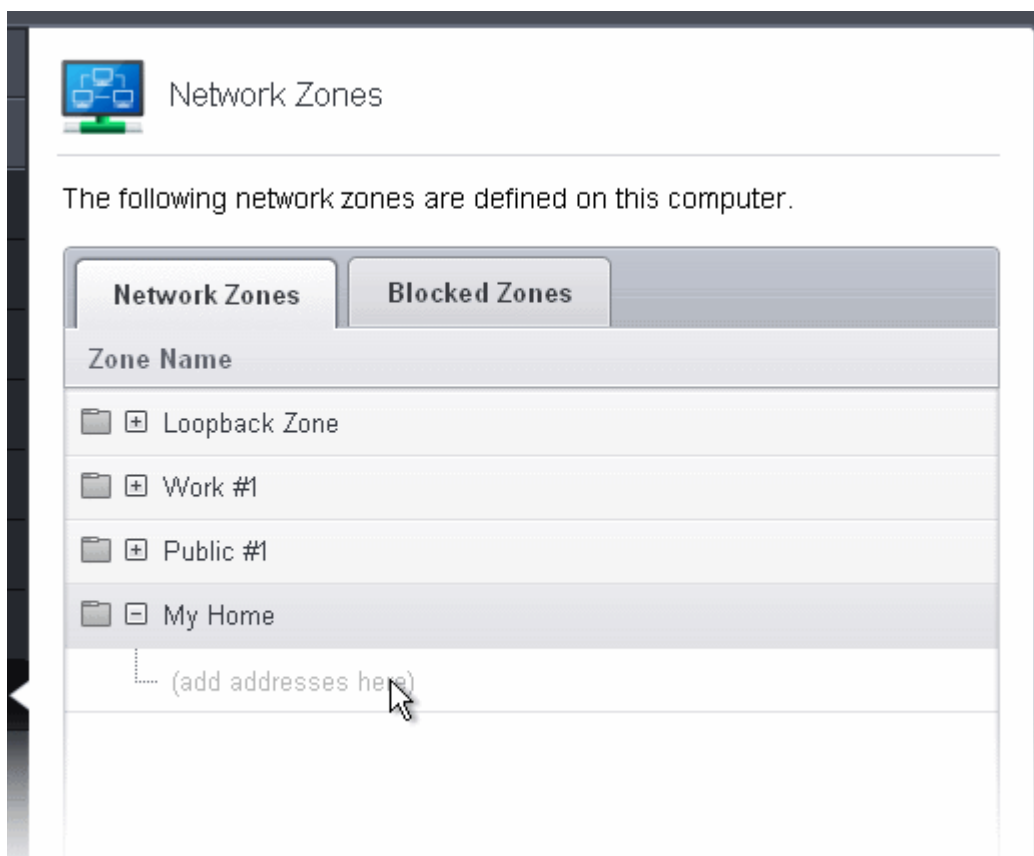 Network Zones
The following network zones are defined on this computer.
Network Zones
Blocked Zones
Zone Name
Loopback Zone
Work #1
Public #1
My Home
(add addresses here)